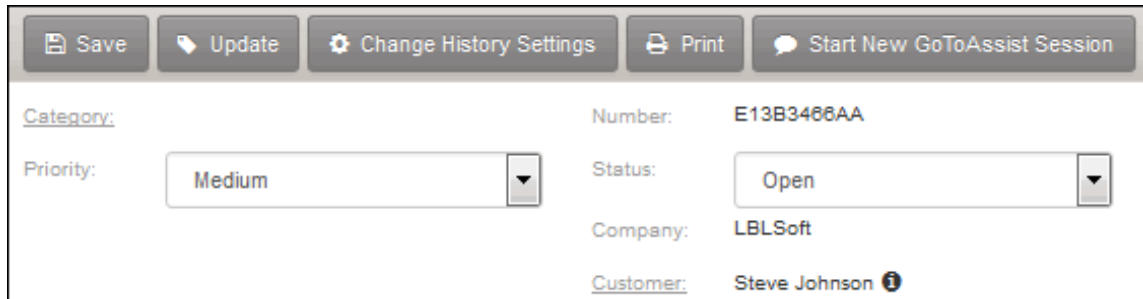 Save Update Change History Settings Print Start New GoToAssist Session
Category: Number: E13B3466AA
Priority: Medium Status: Open
Company: LBLSoft
Customer: Steve Johnson